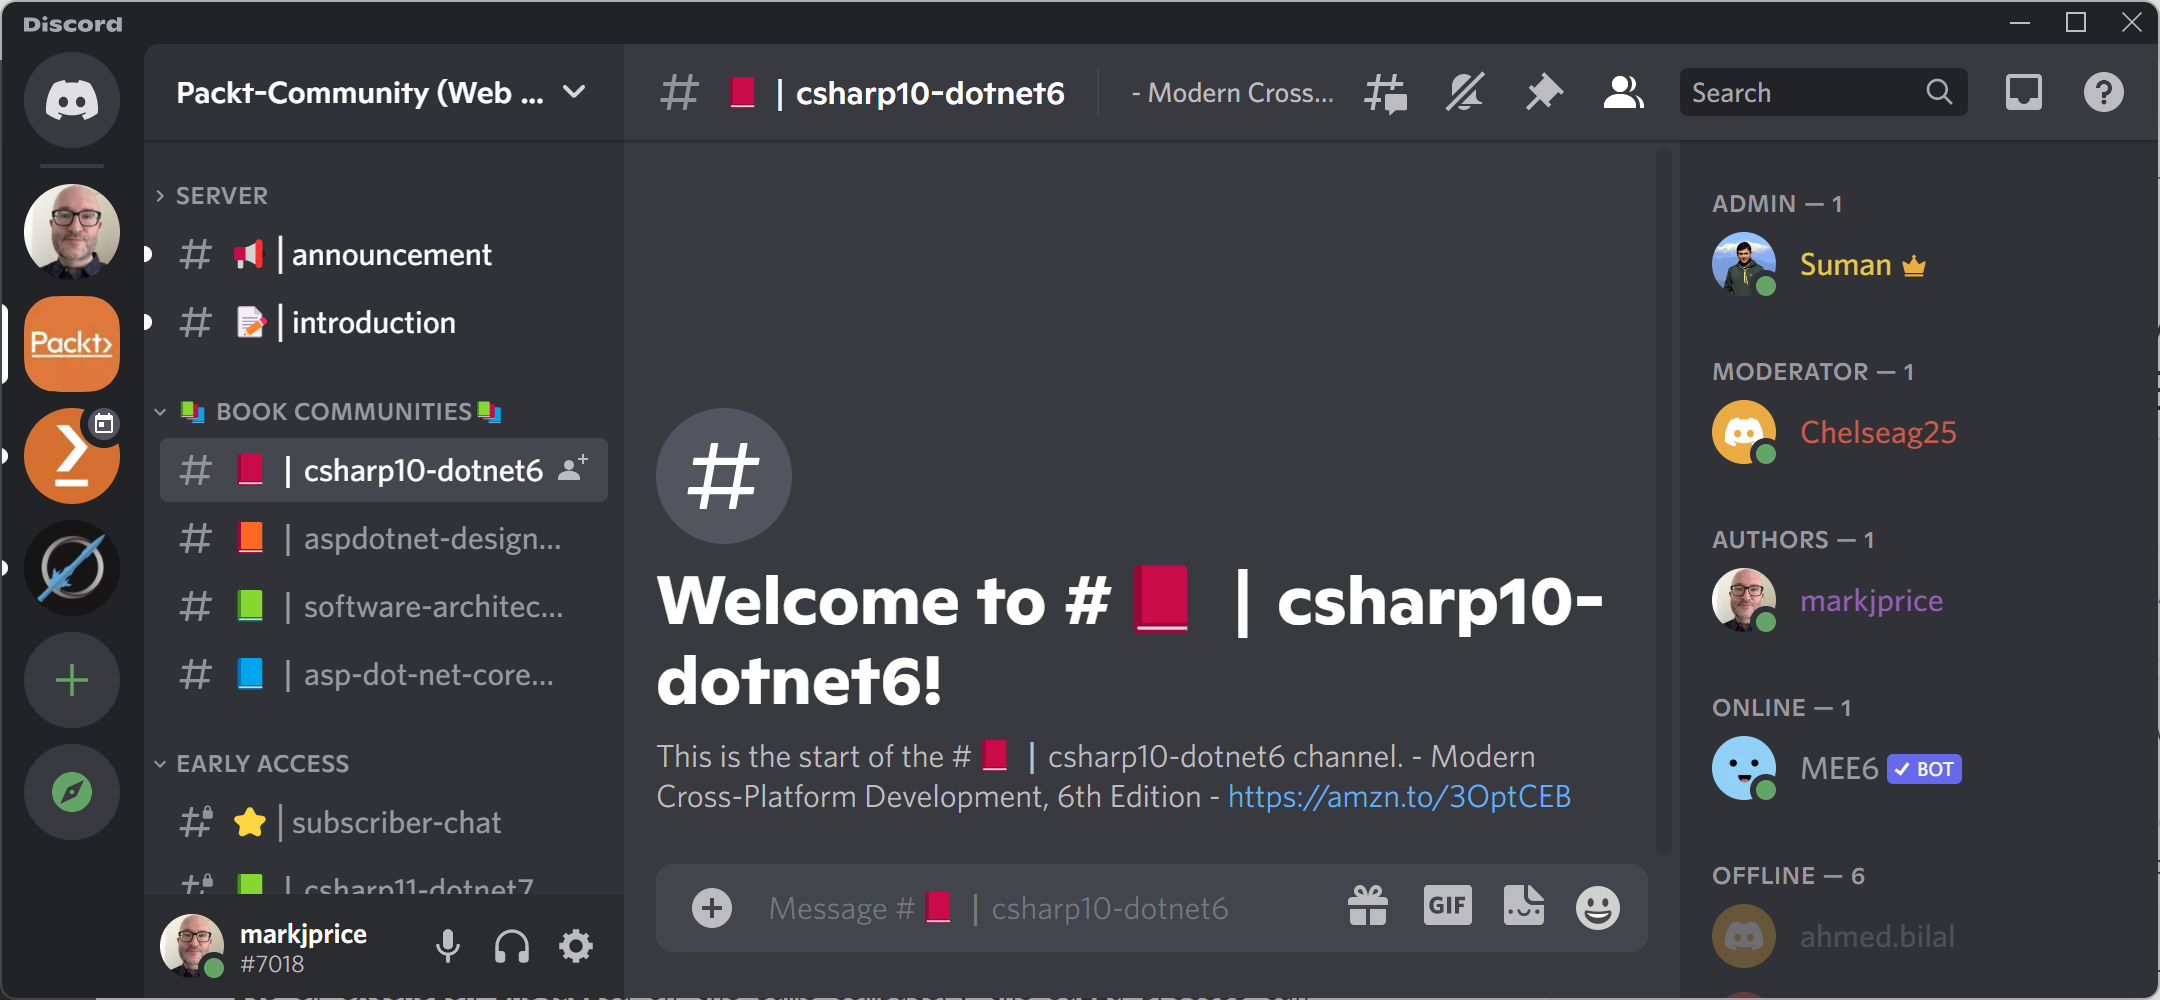 Discord
Packt-Community (Web ...
SERVER
| announcement
| introduction
BOOK COMMUNITIES
| csharp10-dotnet6
| aspdotnet-design...
| software-architec...
| asp-dot-net-core...
EARLY ACCESS
| subscriber-chat
| csharp11-dotnet7
markjprice
#7018
Packt>
# | csharp10-dotnet6
- Modern Cross...
Search
Welcome to # | csharp10-
dotnet6!
This is the start of the # | csharp10-dotnet6 channel. - Modern
Cross-Platform Development, 6th Edition - https://amzn.to/3OptCEB
Message # | csharp10-dotnet6
GIF
ADMIN — 1
Suman
MODERATOR — 1
Chelseag25
AUTHORS — 1
markjprice
ONLINE — 1
MEE6 ✓ BOT
OFFLINE — 6
ahmed.bilal